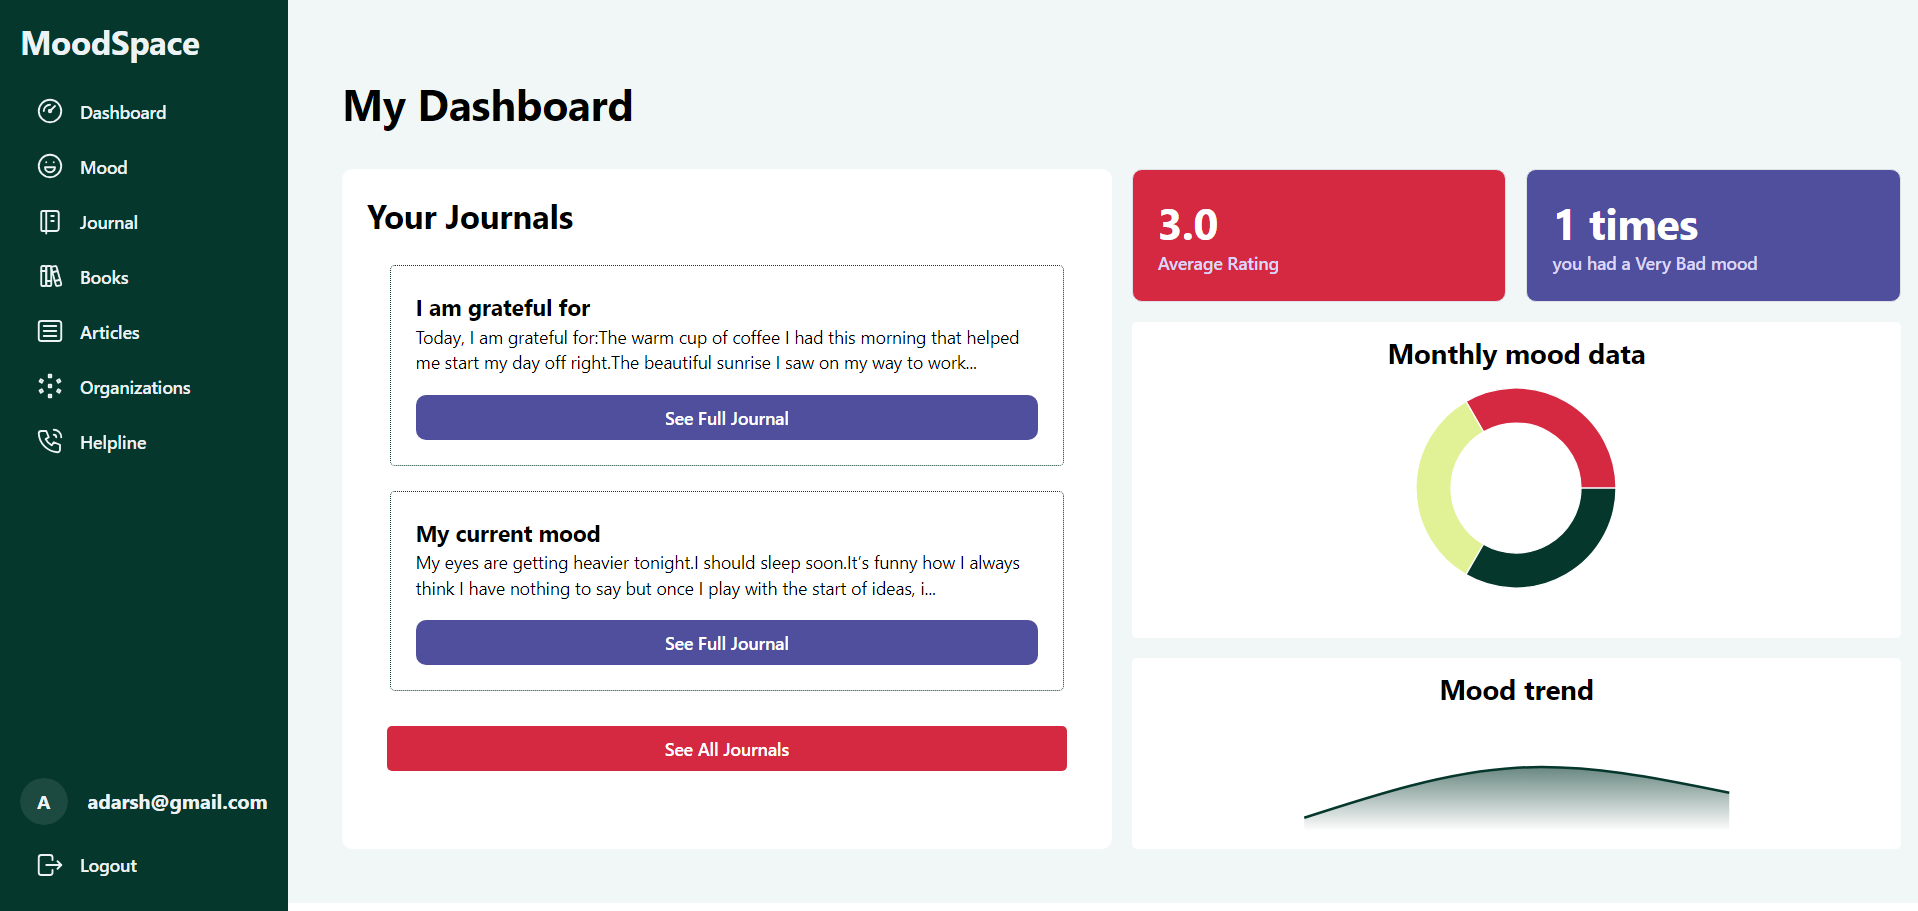 MoodSpace
Dashboard
Mood
Journal
Books
Articles
Organizations
Helpline
A
adarsh@gmail.com
Logout
My Dashboard
Your Journals
I am grateful for
Today, I am grateful for:The warm cup of coffee I had this morning that helped
me start my day off right.The beautiful sunrise I saw on my way to work...
See Full Journal
My current mood
My eyes are getting heavier tonight.I should sleep soon.It’s funny how I always
think I have nothing to say but once I play with the start of ideas, i...
See Full Journal
See All Journals
3.0
Average Rating
1 times
you had a Very Bad mood
Monthly mood data
Mood trend